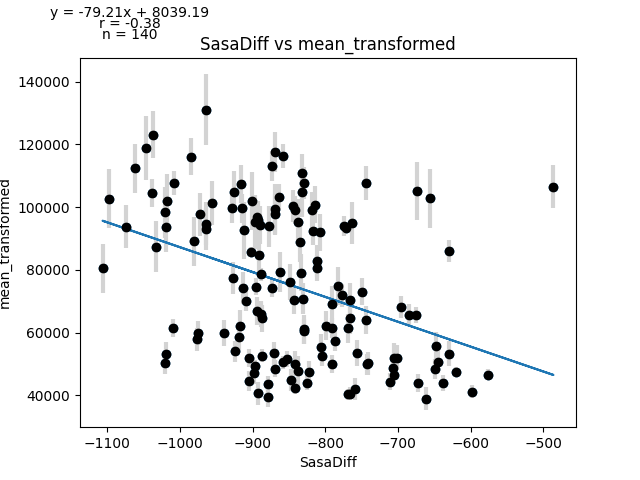 y = -79.21x + 8039.19
r = -0.38
n = 140
SasaDiff vs mean_transformed
140000
120000
100000
80000
60000
40000
mean_transformed
−1100 −1000 −900 −800 −700 −600 −500
SasaDiff